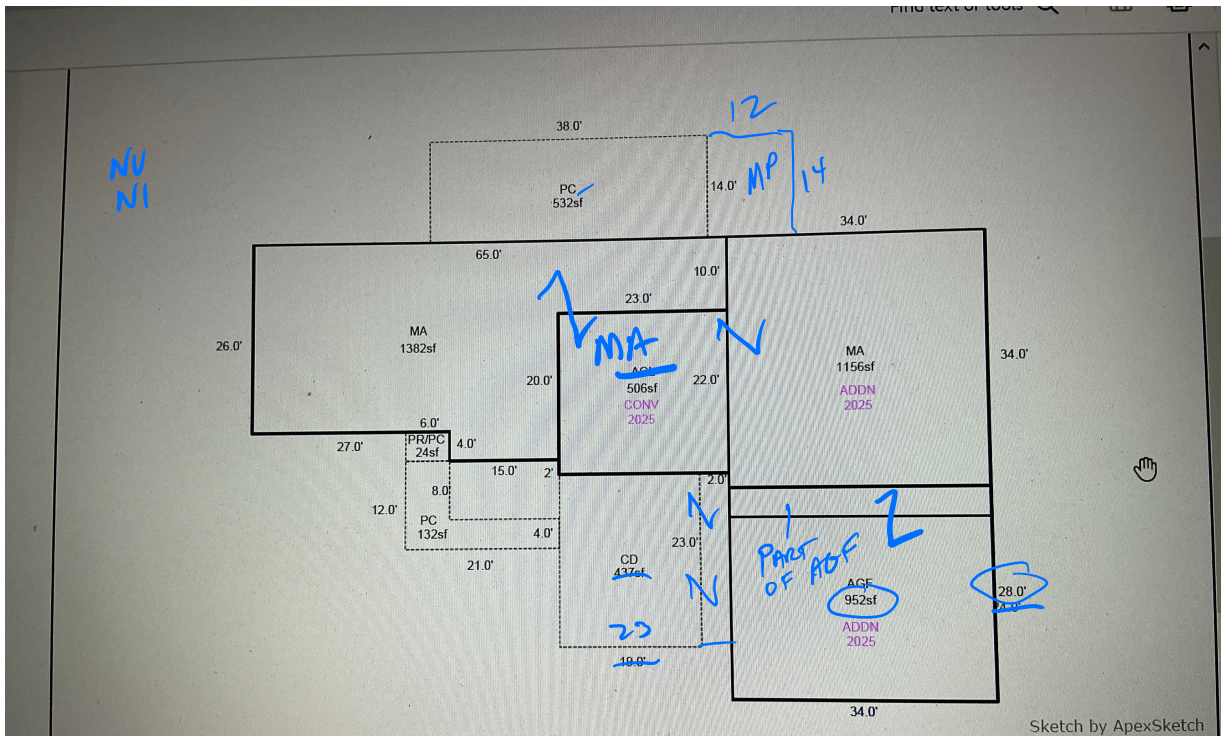 Find text or tools
12
38.0'
NV
NI
PC
532sf
14.0'
MP
14
34.0'
65.0'
10.0'
23.0'
MA
1382sf
26.0'
MA
506sf
CONV
2025
20.0'
22.0'
MA
1156sf
ADDN
2025
34.0'
6.0'
27.0'
PR/PC
24sf
4.0'
15.0'
2'
2.0'
8.0
12.0'
PC
132sf
4.0'
21.0'
CD
437sf
23.0'
23
19.0'
PART
OF AGF
AGF
952sf
28.0'
ADDN
2025
34.0'
Sketch by ApexSketch